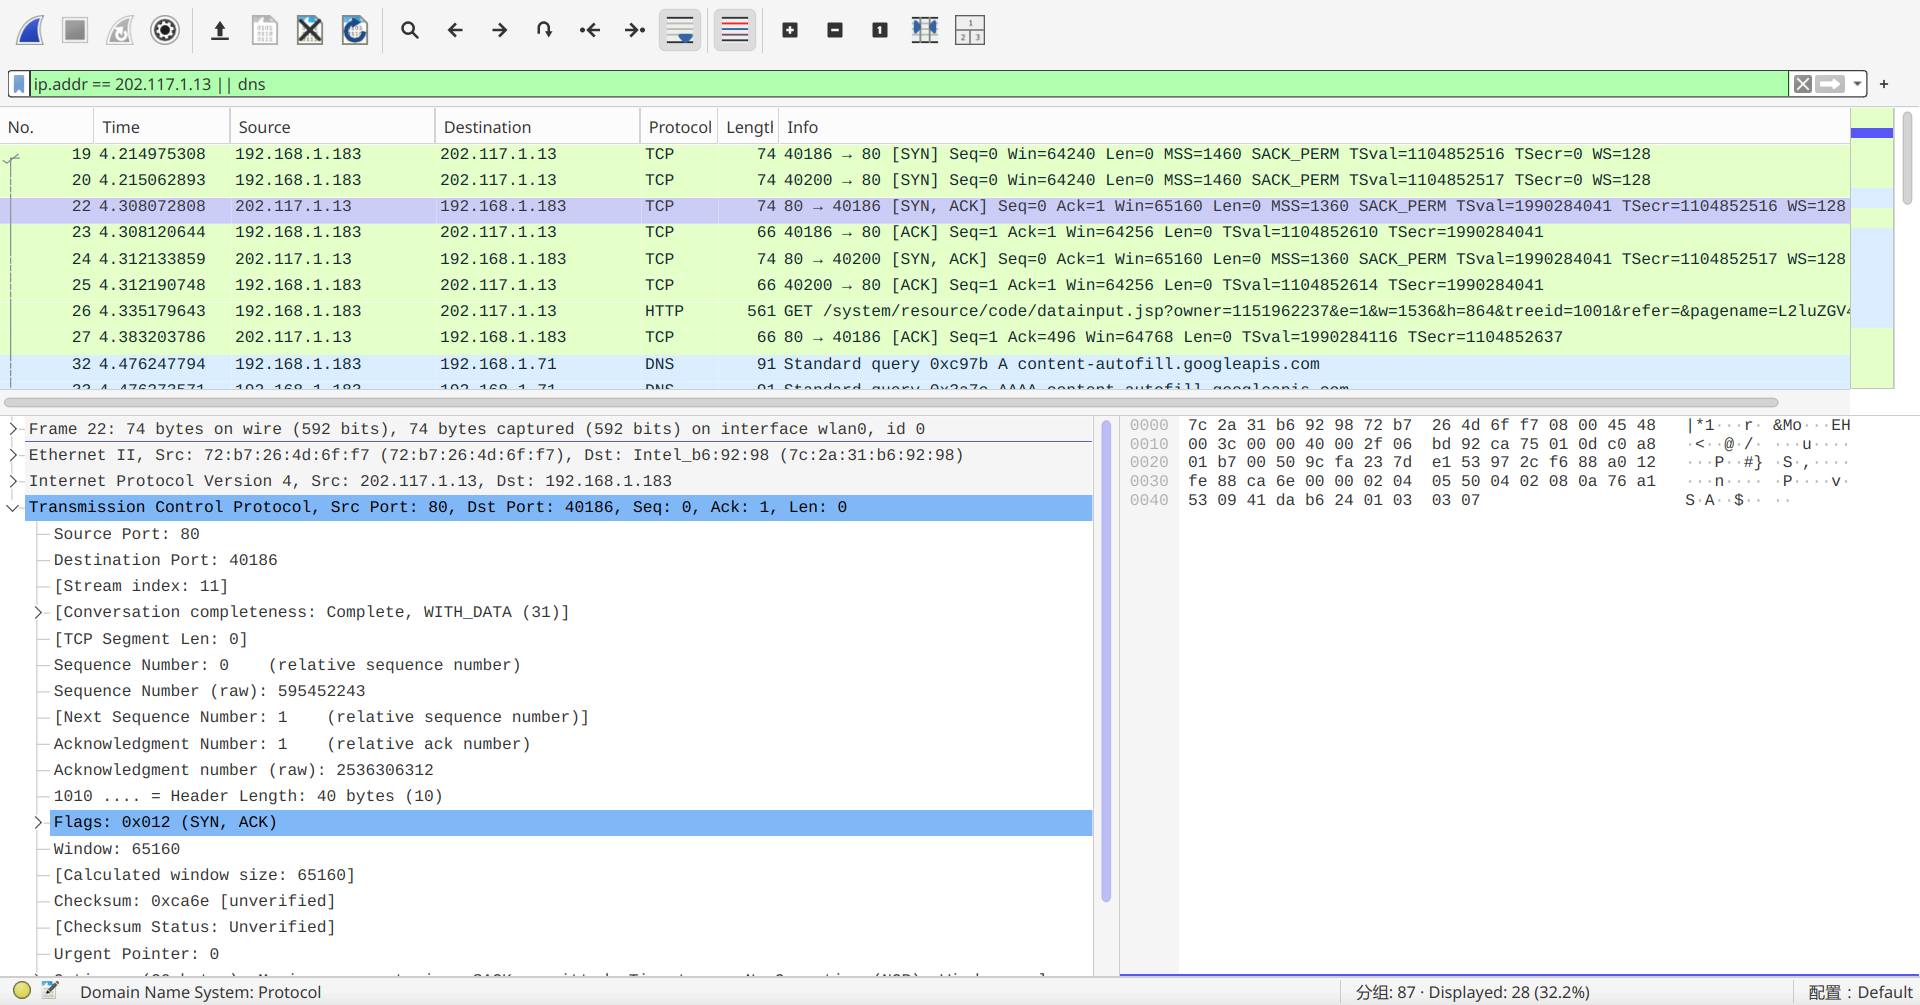 ip.addr == 202.117.1.13 || dns
+
No. Time Source Destination Protocol Lengtl Info
19 4.214975308 192.168.1.183 202.117.1.13 TCP 74 40186 → 80 [SYN] Seq=0 Win=64240 Len=0 MSS=1460 SACK_PERM TSval=1104852516 TSecr=0 WS=128
20 4.215062893 192.168.1.183 202.117.1.13 TCP 74 40200 → 80 [SYN] Seq=0 Win=64240 Len=0 MSS=1460 SACK_PERM TSval=1104852517 TSecr=0 WS=128
22 4.308072808 202.117.1.13 192.168.1.183 TCP 74 80 → 40186 [SYN, ACK] Seq=0 Ack=1 Win=65160 Len=0 MSS=1360 SACK_PERM TSval=1990284041 TSecr=1104852516 WS=128
23 4.308120644 192.168.1.183 202.117.1.13 TCP 66 40186 → 80 [ACK] Seq=1 Ack=1 Win=64256 Len=0 TSval=1104852610 TSecr=1990284041
24 4.312133859 202.117.1.13 192.168.1.183 TCP 74 80 → 40200 [SYN, ACK] Seq=0 Ack=1 Win=65160 Len=0 MSS=1360 SACK_PERM TSval=1990284041 TSecr=1104852517 WS=128
25 4.312190748 192.168.1.183 202.117.1.13 TCP 66 40200 → 80 [ACK] Seq=1 Ack=1 Win=64256 Len=0 TSval=1104852614 TSecr=1990284041
26 4.335179643 192.168.1.183 202.117.1.13 HTTP 561 GET /system/resource/code/datainput.jsp?owner=1151962237&e=1&w=1536&h=864&treeid=1001&refer=&pagename=L2luZGV4
27 4.383203786 202.117.1.13 192.168.1.183 TCP 66 80 → 40186 [ACK] Seq=1 Ack=496 Win=64768 Len=0 TSval=1990284116 TSecr=1104852637
32 4.476247794 192.168.1.183 192.168.1.71 DNS 91 Standard query 0xc97b A content-autofill.googleapis.com
33 4.476273571 192.168.1.183 192.168.1.71 DNS 91 Standard query 0x3a7c AAAA content-autofill.googleapis.com
Frame 22: 74 bytes on wire (592 bits), 74 bytes captured (592 bits) on interface wlan0, id 0
Ethernet II, Src: 72:b7:26:4d:6f:f7 (72:b7:26:4d:6f:f7), Dst: Intel_b6:92:98 (7c:2a:31:b6:92:98)
Internet Protocol Version 4, Src: 202.117.1.13, Dst: 192.168.1.183
Transmission Control Protocol, Src Port: 80, Dst Port: 40186, Seq: 0, Ack: 1, Len: 0
Source Port: 80
Destination Port: 40186
[Stream index: 11]
[Conversation completeness: Complete, WITH_DATA (31)]
[TCP Segment Len: 0]
Sequence Number: 0    (relative sequence number)
Sequence Number (raw): 595452243
[Next Sequence Number: 1    (relative sequence number)]
Acknowledgment Number: 1    (relative ack number)
Acknowledgment number (raw): 2536306312
1010 .... = Header Length: 40 bytes (10)
Flags: 0x012 (SYN, ACK)
Window: 65160
[Calculated window size: 65160]
Checksum: 0xca6e [unverified]
[Checksum Status: Unverified]
Urgent Pointer: 0
0000 7c 2a 31 b6 92 98 72 b7 26 4d 6f f7 08 00 45 48 |*1···r· &Mo···EH
0010 00 3c 00 00 40 00 2f 06 bd 92 ca 75 01 0d c0 a8 ·<··@·/· ···u····
0020 01 b7 00 50 9c fa 23 7d e1 53 97 2c f6 88 a0 12 ···P··#} ·S·,····
0030 fe 88 ca 6e 00 00 02 04 05 50 04 02 08 0a 76 a1 ···n···· ·P····v·
0040 53 09 41 da b6 24 01 03 03 07 S·A··$·· ··
Domain Name System: Protocol
分组: 87 · Displayed: 28 (32.2%)
配置：Default